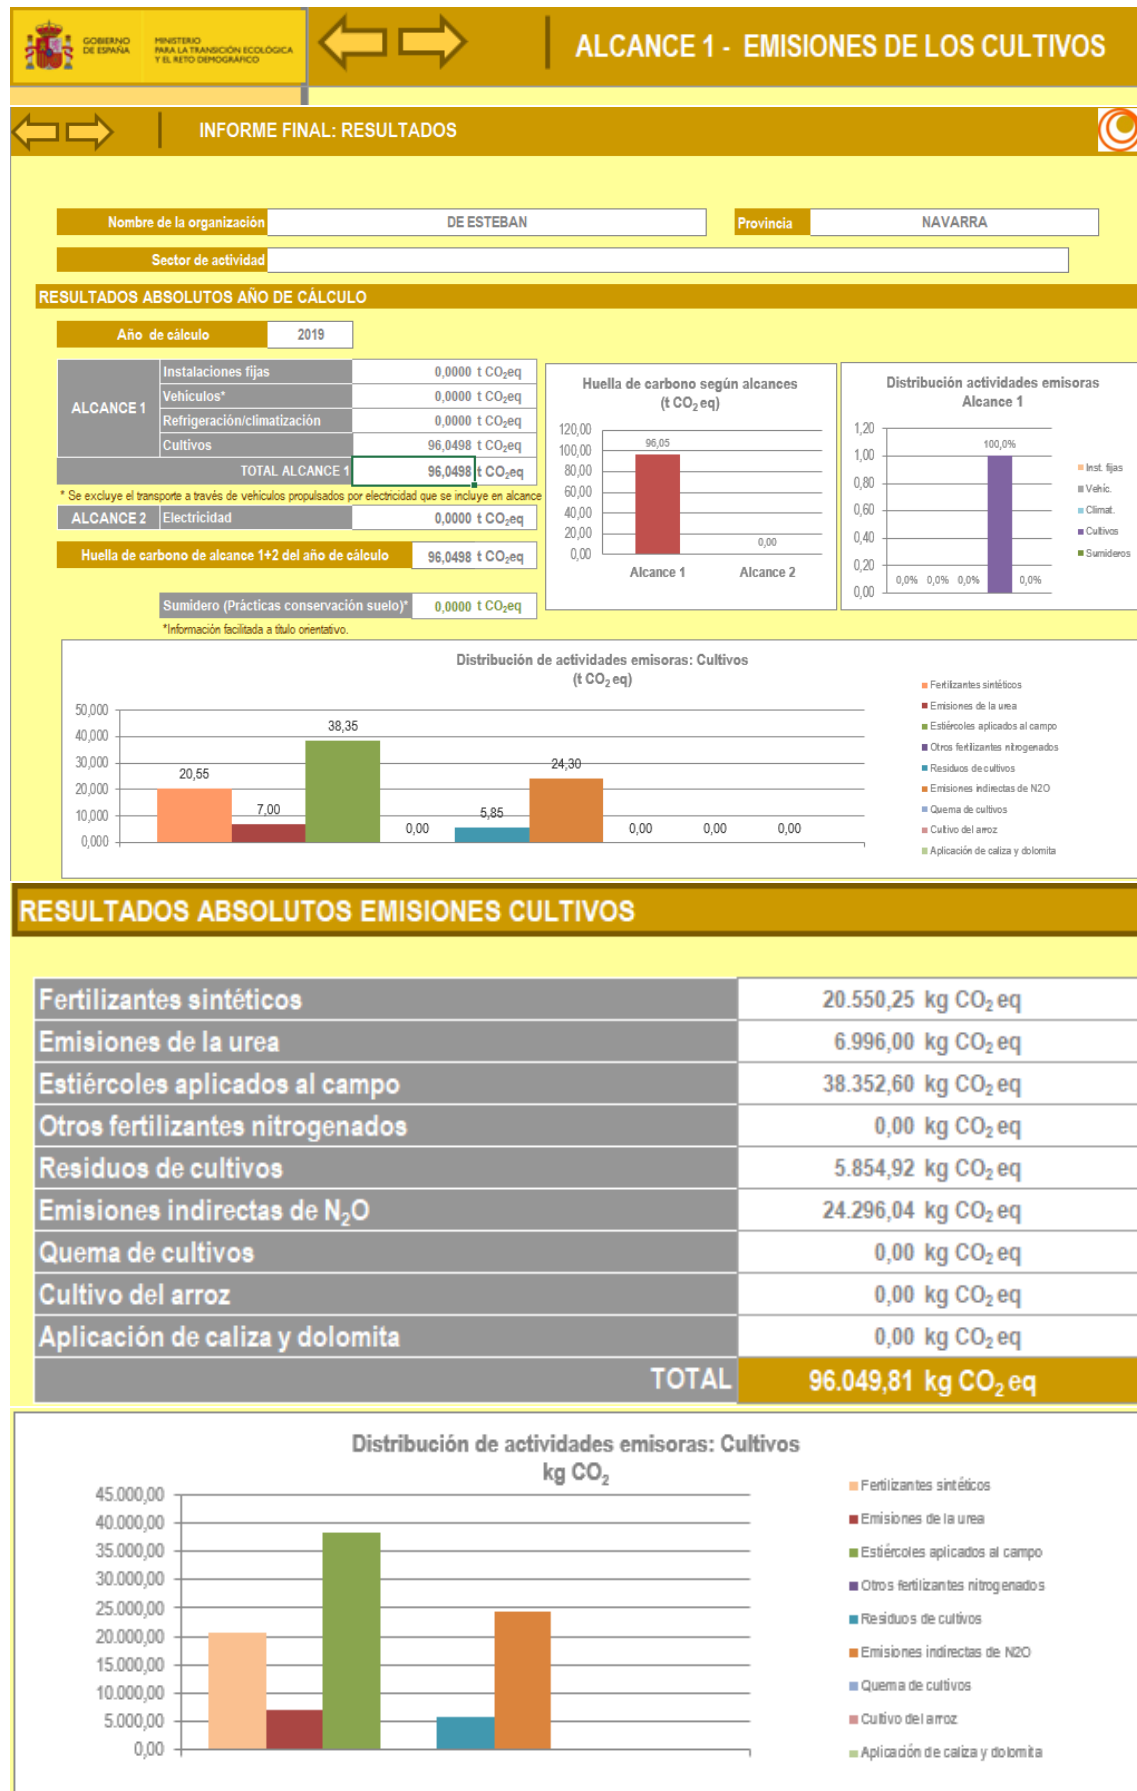 GOBIERNO
DE ESPAÑA
MINISTERIO
PARA LA TRANSICIÓN ECOLÓGICA
Y EL RETO DEMOGRÁFICO
ALCANCE 1 - EMISIONES DE LOS CULTIVOS
INFORME FINAL: RESULTADOS
Nombre de la organización DE ESTEBAN Provincia NAVARRA
Sector de actividad
RESULTADOS ABSOLUTOS AÑO DE CÁLCULO
Año de cálculo 2019
ALCANCE 1
Instalaciones fijas 0,0000 t CO₂eq
Vehículos* 0,0000 t CO₂eq
Refrigeración/climatización 0,0000 t CO₂eq
Cultivos 96,0498 t CO₂eq
TOTAL ALCANCE 1 96,0498 t CO₂eq
* Se excluye el transporte a través de vehículos propulsados por electricidad que se incluye en alcance
ALCANCE 2 Electricidad 0,0000 t CO₂eq
Huella de carbono de alcance 1+2 del año de cálculo 96,0498 t CO₂eq
Sumidero (Prácticas conservación suelo)* 0,0000 t CO₂eq
*Información facilitada a título orientativo.
Huella de carbono según alcances
(t CO₂ eq)
120,00
100,00
80,00
60,00
40,00
20,00
0,00
96,05
0,00
Alcance 1 Alcance 2
Distribución actividades emisoras
Alcance 1
1,20
1,00
0,80
0,60
0,40
0,20
0,00
100,0%
0,0% 0,0% 0,0% 0,0%
Inst. fijas
Vehíc.
Climat.
Cultivos
Sumideros
Distribución de actividades emisoras: Cultivos
(t CO₂ eq)
50,000
40,000
30,000
20,000
10,000
0,000
20,55
7,00
38,35
0,00
5,85
24,30
0,00
0,00
0,00
Fertilizantes sintéticos
Emisiones de la urea
Estiércoles aplicados al campo
Otros fertilizantes nitrogenados
Residuos de cultivos
Emisiones indirectas de N2O
Quema de cultivos
Cultivo del arroz
Aplicación de caliza y dolomita
RESULTADOS ABSOLUTOS EMISIONES CULTIVOS
Fertilizantes sintéticos 20.550,25 kg CO₂ eq
Emisiones de la urea 6.996,00 kg CO₂ eq
Estiércoles aplicados al campo 38.352,60 kg CO₂ eq
Otros fertilizantes nitrogenados 0,00 kg CO₂ eq
Residuos de cultivos 5.854,92 kg CO₂ eq
Emisiones indirectas de N₂O 24.296,04 kg CO₂ eq
Quema de cultivos 0,00 kg CO₂ eq
Cultivo del arroz 0,00 kg CO₂ eq
Aplicación de caliza y dolomita 0,00 kg CO₂ eq
TOTAL 96.049,81 kg CO₂ eq
Distribución de actividades emisoras: Cultivos
kg CO₂
45.000,00
40.000,00
35.000,00
30.000,00
25.000,00
20.000,00
15.000,00
10.000,00
5.000,00
0,00
Fertilizantes sintéticos
Emisiones de la urea
Estiércoles aplicados al campo
Otros fertilizantes nitrogenados
Residuos de cultivos
Emisiones indirectas de N2O
Quema de cultivos
Cultivo del arroz
Aplicación de caliza y dolomita